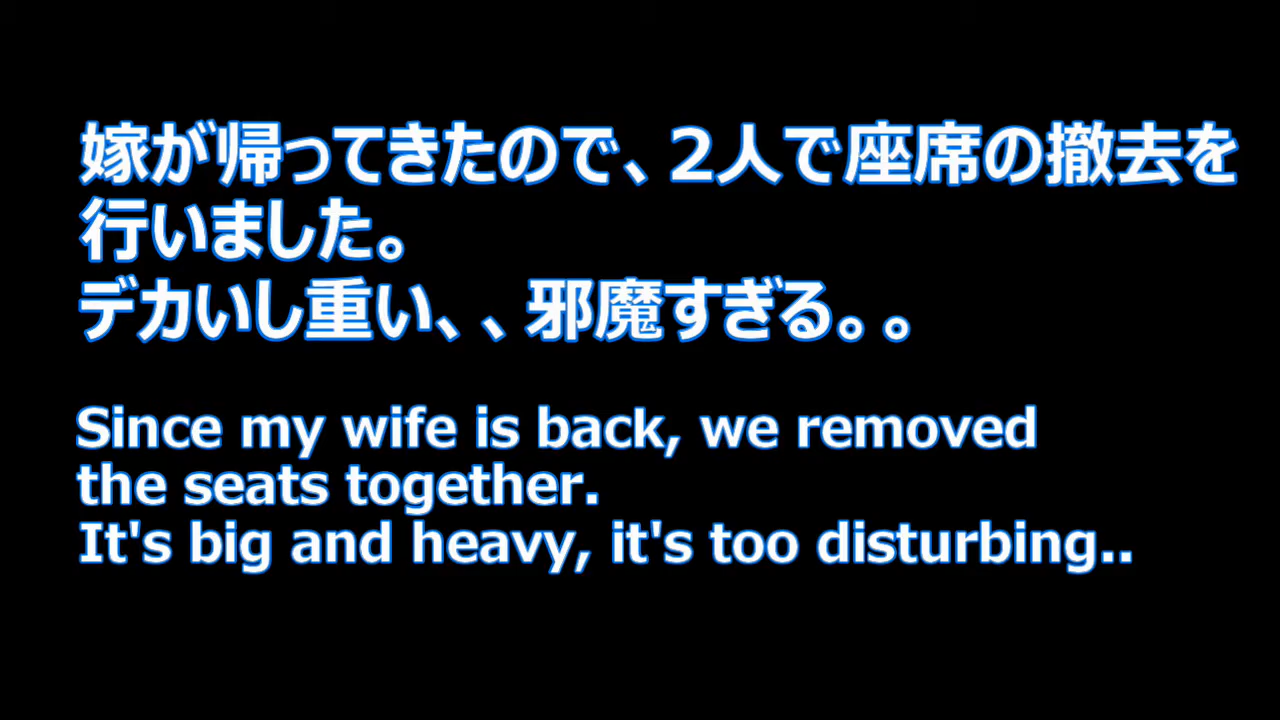 嫁が帰ってきたので、2人で座席の撤去を
行いました。
デカいし重い、、邪魔すぎる。。
Since my wife is back, we removed
the seats together.
It's big and heavy, it's too disturbing..